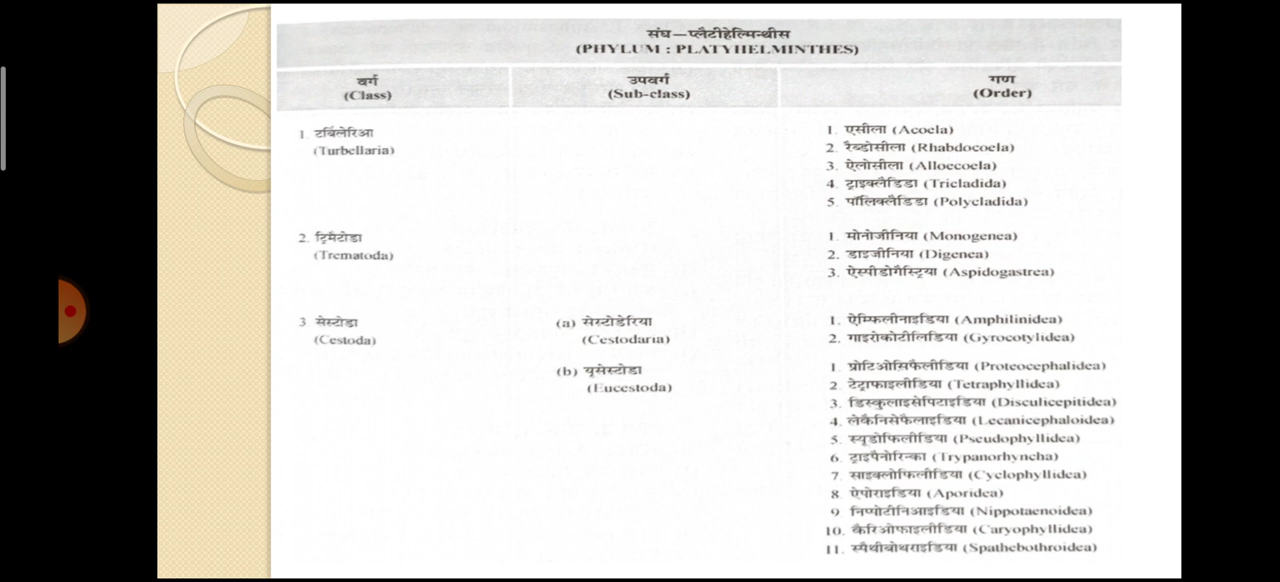 संघ–प्लैटीहेल्मिन्थीस
(PHYLUM : PLATYHELMINTHES)
वर्ग उपवर्ग गण
(Class) (Sub-class) (Order)
1. टर्बिलेरिआ
(Turbellaria)
1. एसीला (Acoela)
2. रैब्डोसीला (Rhabdocoela)
3. ऐलोसीला (Alloeocoela)
4. ट्राइक्लैडिडा (Tricladida)
5. पॉलिक्लैडिडा (Polycladida)
2. ट्रिमैटोडा
(Trematoda)
1. मोनोजीनिया (Monogenea)
2. डाइजीनिया (Digenea)
3. ऐस्पीडोगैस्ट्रिया (Aspidogastrea)
3 सेस्टोडा
(Cestoda)
(a) सेस्टोडेरिया
(Cestodaria)
1. ऐम्फिलीनाइडिया (Amphilinidea)
2. गाइरोकोटीलिडिया (Gyrocotylidea)
(b) यूसेस्टोडा
(Eucestoda)
1. प्रोटिओसिफैलीडिया (Proteocephalidea)
2. टेट्राफाइलीडिया (Tetraphyllidea)
3. डिस्कुलाइसेपिटाइडिया (Disculicepitidea)
4. लेकैनिसेफैलाइडिया (Lecanicephaloidea)
5. स्यूडोफिलीडिया (Pseudophyllidea)
6. ट्राइपैनोरिन्का (Trypanorhyncha)
7. साइक्लोफिलीडिया (Cyclophyllidea)
8. ऐपोराइडिया (Aporidea)
9 निप्पोटीनिआइडिया (Nippotaenoidea)
10. कैरिओफाइलीडिया (Caryophyllidea)
11. स्पैथीबोथराइडिया (Spathebothroidea)